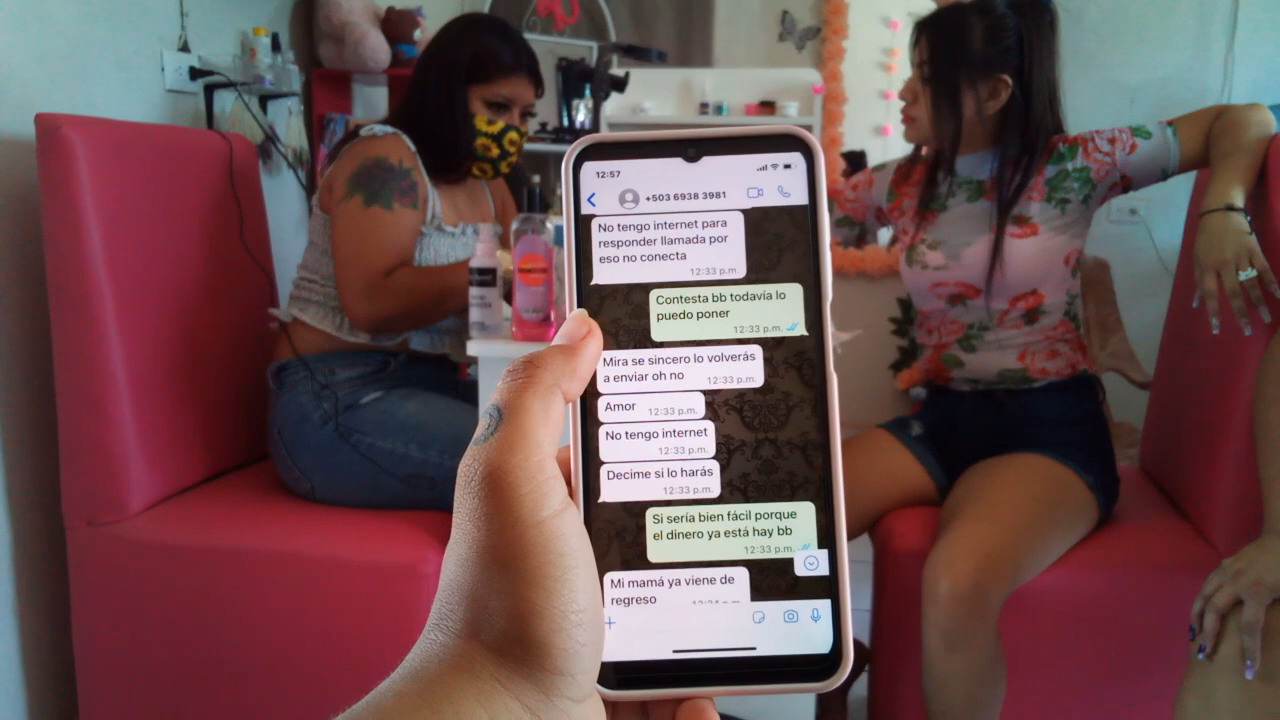 12:57
+503 6938 3981
No tengo internet para
responder llamada por
eso no conecta
12:33 p.m.
Contesta bb todavía lo
puedo poner
12:33 p.m.
Mira se sincero lo volverás
a enviar oh no 12:33 p.m.
Amor 12:33 p.m.
No tengo internet
12:33 p.m.
Decime si lo harás
12:33 p.m.
Si sería bien fácil porque
el dinero ya está hay bb
12:33 p.m.
Mi mamá ya viene de
regreso